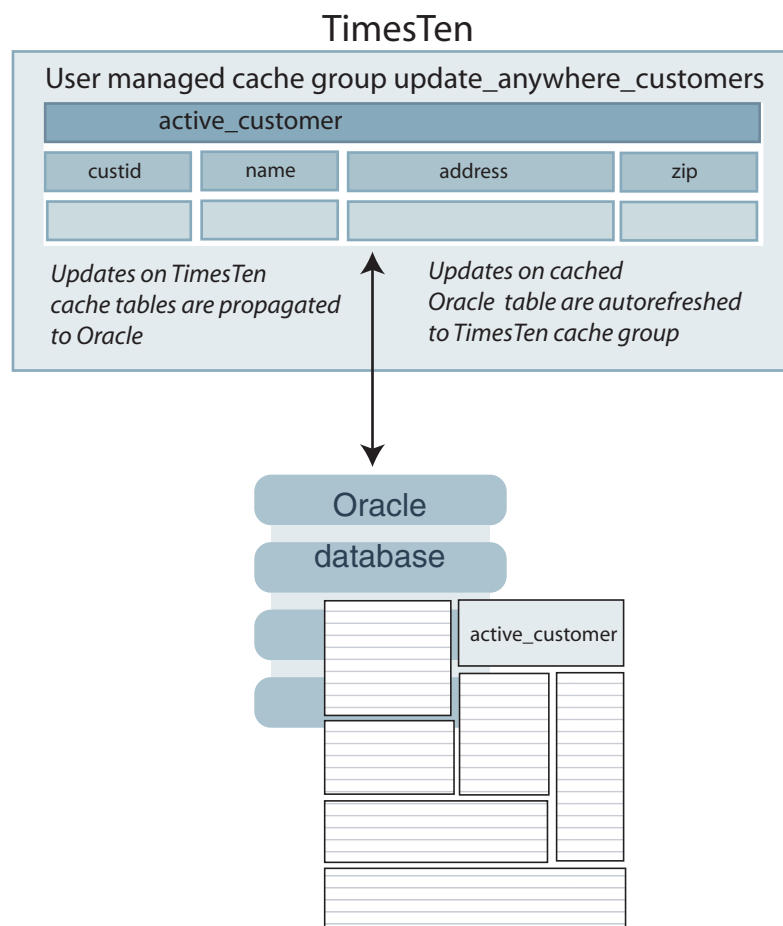 TimesTen
User managed cache group update_anywhere_customers
active_customer
custid name address zip
Updates on TimesTen
cache tables are propagated
to Oracle
Updates on cached
Oracle table are autorefreshed
to TimesTen cache group
Oracle
database
active_customer